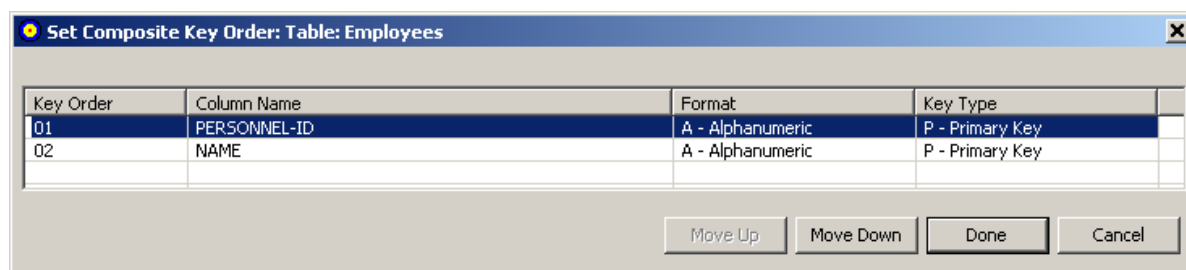 Set Composite Key Order: Table: Employees
Key Order Column Name Format Key Type
01 PERSONNEL-ID A - Alphanumeric P - Primary Key
02 NAME A - Alphanumeric P - Primary Key
Move Up Move Down Done Cancel